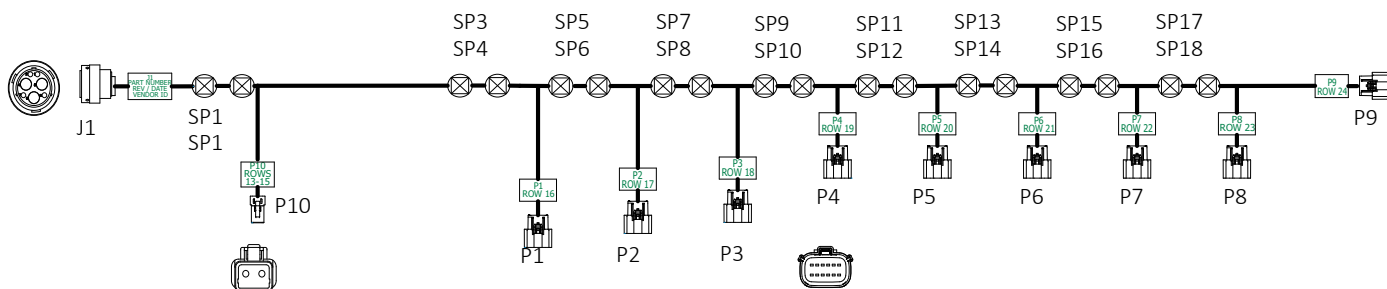 SP3
SP4
SP5
SP6
SP7
SP8
SP9
SP10
SP11
SP12
SP13
SP14
SP15
SP16
SP17
SP18
J1
J1
PART NUMBER
REV / DATE
VENDOR ID
SP1
SP1
P10
ROWS
13-15
P10
P1
ROW 16
P1
P2
ROW 17
P2
P3
ROW 18
P3
P4
ROW 19
P4
P5
ROW 20
P5
P6
ROW 21
P6
P7
ROW 22
P7
P8
ROW 23
P8
P9
ROW 24
P9